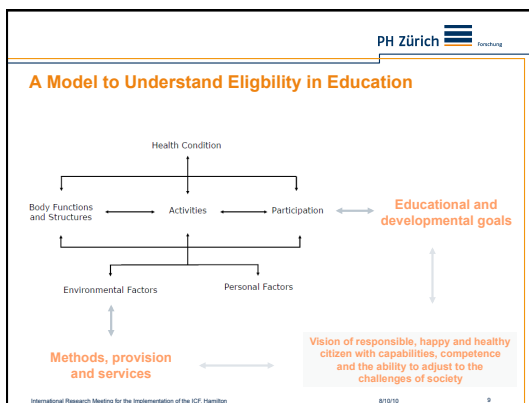 PH Zürich
Forschung
A Model to Understand Eligbility in Education
Health Condition
Body Functions
and Structures
Activities
Participation
Educational and
developmental goals
Environmental Factors
Personal Factors
Methods, provision
and services
Vision of responsible, happy and healthy
citizen with capabilities, competence
and the ability to adjust to the
challenges of society
International Research Meeting for the Implementation of the ICF, Hamilton
8/10/10
9